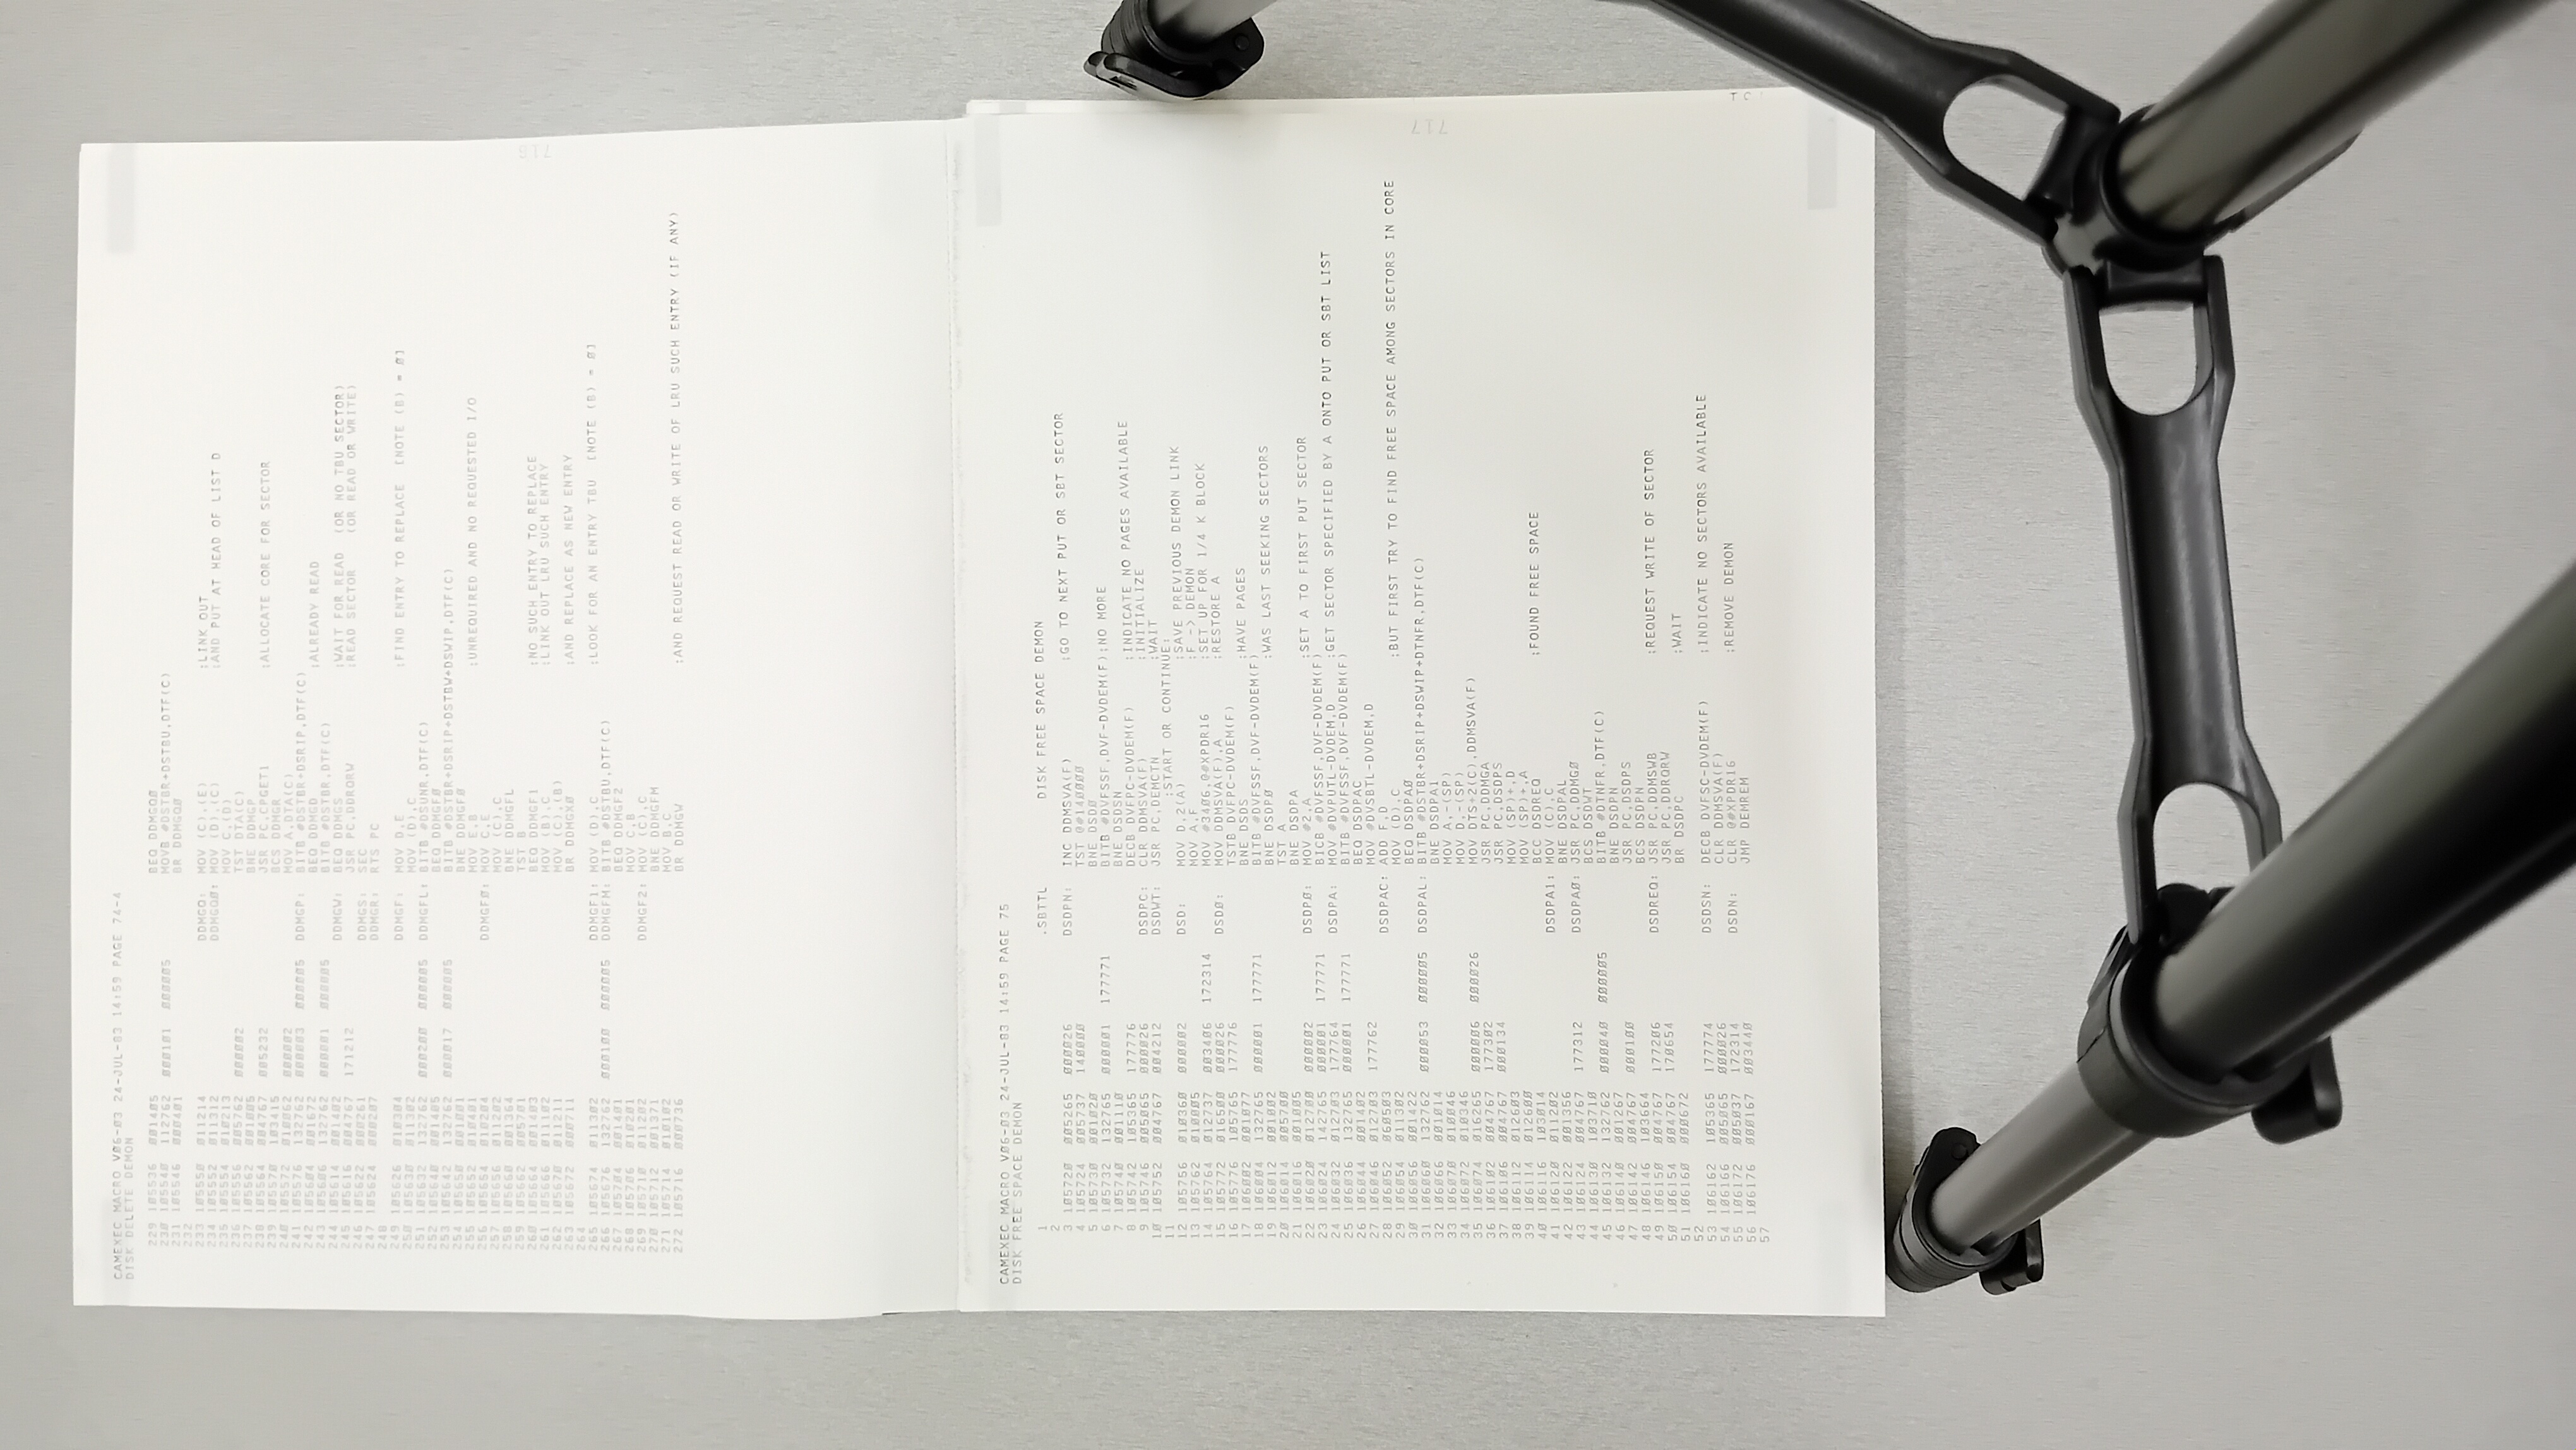 CAMEXEC MACRO V06-03 24-JUL-83 14:59 PAGE 74-4
DISK DELETE DEMON
229 105536 001405 BEQ DDMGQ0
230 105540 112762 000101 000005 MOVB #DSTBR+DSTBU,DTF(C)
231 105546 000401 BR DDMGQ0
232
233 105550 011214 DDMGQ: MOV (C),(E) ;LINK OUT
234 105552 011312 DDMGQ0: MOV (D),(C) ;AND PUT AT HEAD OF LIST D
235 105554 010213 MOV C,(D)
236 105556 005762 000002 TST DTA(C)
237 105562 001005 BNE DDMGP
238 105564 004767 005232 JSR PC,CPGET1 ;ALLOCATE CORE FOR SECTOR
239 105570 103415 BCS DDMGR
240 105572 010062 000002 MOV A,DTA(C)
241 105576 132762 000003 000005 DDMGP: BITB #DSTBR+DSRIP,DTF(C)
242 105604 001672 BEQ DDMGD ;ALREADY READ
243 105606 132762 000001 000005 BITB #DSTBR,DTF(C)
244 105614 001402 DDMGW: BEQ DDMGS ;WAIT FOR READ (OR NO TBU SECTOR)
245 105616 004767 171212 JSR PC,DDRQRW ;READ SECTOR (OR READ OR WRITE)
246 105622 000261 DDMGS: SEC
247 105624 000207 DDMGR: RTS PC
248
249 105626 010304 DDMGF: MOV D,E ;FIND ENTRY TO REPLACE [NOTE (B) = 0]
250 105630 011302 MOV (D),C
251 105632 132762 000200 000005 DDMGFL: BITB #DSUNR,DTF(C)
252 105640 001405 BEQ DDMGF0
253 105642 132762 000017 000005 BITB #DSTBR+DSRIP+DSTBW+DSWIP,DTF(C)
254 105650 001001 BNE DDMGF0
255 105652 010401 MOV E,B ;UNREQUIRED AND NO REQUESTED I/O
256 105654 010204 DDMGF0: MOV C,E
257 105656 011202 MOV (C),C
258 105660 001364 BNE DDMGFL
259 105662 005701 TST B
260 105664 001403 BEQ DDMGF1 ;NO SUCH ENTRY TO REPLACE
261 105666 011102 MOV (B),C ;LINK OUT LRU SUCH ENTRY
262 105670 011211 MOV (C),(B)
263 105672 000711 BR DDMGX0 ;AND REPLACE AS NEW ENTRY
264
265 105674 011302 DDMGF1: MOV (D),C ;LOOK FOR AN ENTRY TBU [NOTE (B) = 0]
266 105676 132762 000100 000005 DDMGFM: BITB #DSTBU,DTF(C)
267 105704 001401 BEQ DDMGF2
268 105706 010201 MOV C,B
269 105710 011202 DDMGF2: MOV (C),C
270 105712 001371 BNE DDMGFM
271 105714 010102 MOV B,C
272 105716 000736 BR DDMGW ;AND REQUEST READ OR WRITE OF LRU SUCH ENTRY (IF ANY)
716
CAMEXEC MACRO V06-03 24-JUL-83 14:59 PAGE 75
DISK FREE SPACE DEMON
1 .SBTTL DISK FREE SPACE DEMON
2
3 105720 005265 000026 DSDPN: INC DDMSVA(F) ;GO TO NEXT PUT OR SBT SECTOR
4 105724 005737 140000 TST @#140000
5 105730 001020 BNE DSD0
6 105732 132765 000001 177771 BITB #DVFSSF,DVF-DVDEM(F);NO MORE
7 105740 001110 BNE DSDSN
8 105742 105365 177776 DECB DVFPC-DVDEM(F) ;INDICATE NO PAGES AVAILABLE
9 105746 005065 000026 DSDPC: CLR DDMSVA(F) ;INITIALIZE
10 105752 004767 004212 DSDWT: JSR PC,DEMCTN ;WAIT
11 ;START OR CONTINUE:
12 105756 010360 000002 DSD: MOV D,2(A) ;SAVE PREVIOUS DEMON LINK
13 105762 010005 MOV A,F ;F -> DEMON
14 105764 012737 003406 172314 MOV #3406,@#XPDR16 ;SET UP FOR 1/4 K BLOCK
15 105772 016500 000026 DSD0: MOV DDMSVA(F),A ;RESTORE A
16 105776 105765 177776 TSTB DVFPC-DVDEM(F)
17 106002 001072 BNE DSDS ;HAVE PAGES
18 106004 132765 000001 177771 BITB #DVFSSF,DVF-DVDEM(F)
19 106012 001002 BNE DSDP0 ;WAS LAST SEEKING SECTORS
20 106014 005700 TST A
21 106016 001005 BNE DSDPA
22 106020 012700 000002 DSDP0: MOV #2,A ;SET A TO FIRST PUT SECTOR
23 106024 142765 000001 177771 BICB #DVFSSF,DVF-DVDEM(F)
24 106032 012703 177764 DSDPA: MOV #DVPUTL-DVDEM,D ;GET SECTOR SPECIFIED BY A ONTO PUT OR SBT LIST
25 106036 132765 000001 177771 BITB #DVFSSF,DVF-DVDEM(F)
26 106044 001402 BEQ DSDPAC
27 106046 012703 177762 MOV #DVSBTL-DVDEM,D
28 106052 060503 DSDPAC: ADD F,D
29 106054 011302 MOV (D),C ;BUT FIRST TRY TO FIND FREE SPACE AMONG SECTORS IN CORE
30 106056 001422 BEQ DSDPA0
31 106060 132762 000053 000005 DSDPAL: BITB #DSTBR+DSRIP+DSWIP+DTNFR,DTF(C)
32 106066 001014 BNE DSDPA1
33 106070 010046 MOV A,-(SP)
34 106072 010346 MOV D,-(SP)
35 106074 016265 000006 000026 MOV DTS+2(C),DDMSVA(F)
36 106102 004767 177302 JSR PC,DDMGA
37 106106 004767 000134 JSR PC,DSDPS
38 106112 012603 MOV (SP)+,D
39 106114 012600 MOV (SP)+,A
40 106116 103014 BCC DSDREQ ;FOUND FREE SPACE
41 106120 011202 DSDPA1: MOV (C),C
42 106122 001356 BNE DSDPAL
43 106124 004767 177312 DSDPA0: JSR PC,DDMG0
44 106130 103710 BCS DSDWT
45 106132 132762 000040 000005 BITB #DTNFR,DTF(C)
46 106140 001267 BNE DSDPN
47 106142 004767 000100 JSR PC,DSDPS
48 106146 103664 BCS DSDPN
49 106150 004767 177206 DSDREQ: JSR PC,DDMSWB ;REQUEST WRITE OF SECTOR
50 106154 004767 170654 JSR PC,DDRQRW
51 106160 000672 BR DSDPC ;WAIT
52
53 106162 105365 177774 DSDSN: DECB DVFSC-DVDEM(F) ;INDICATE NO SECTORS AVAILABLE
54 106166 005065 000026 CLR DDMSVA(F)
55 106172 005037 172314 DSDN: CLR @#XPDR16 ;REMOVE DEMON
56 106176 000167 003440 JMP DEMREM
57
717